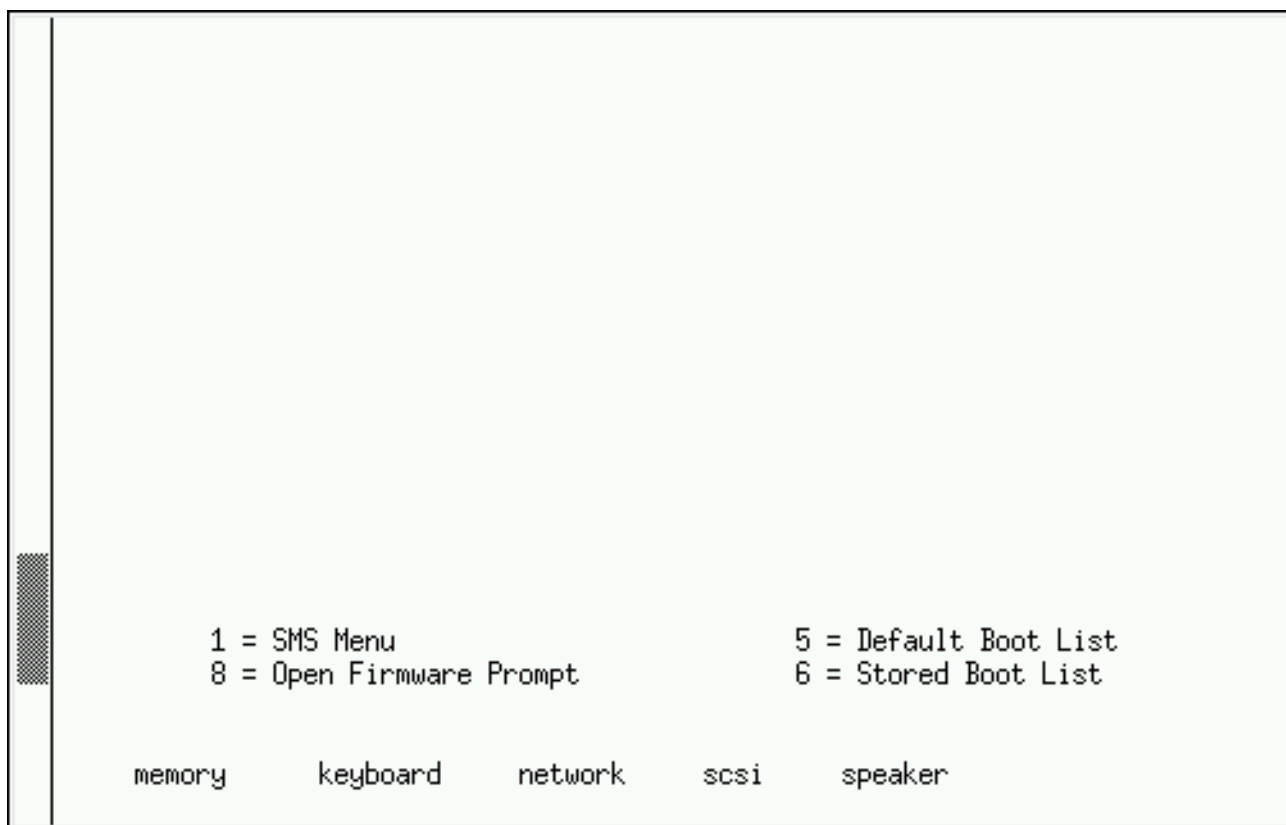 1 = SMS Menu 5 = Default Boot List
8 = Open Firmware Prompt 6 = Stored Boot List
memory keyboard network scsi speaker